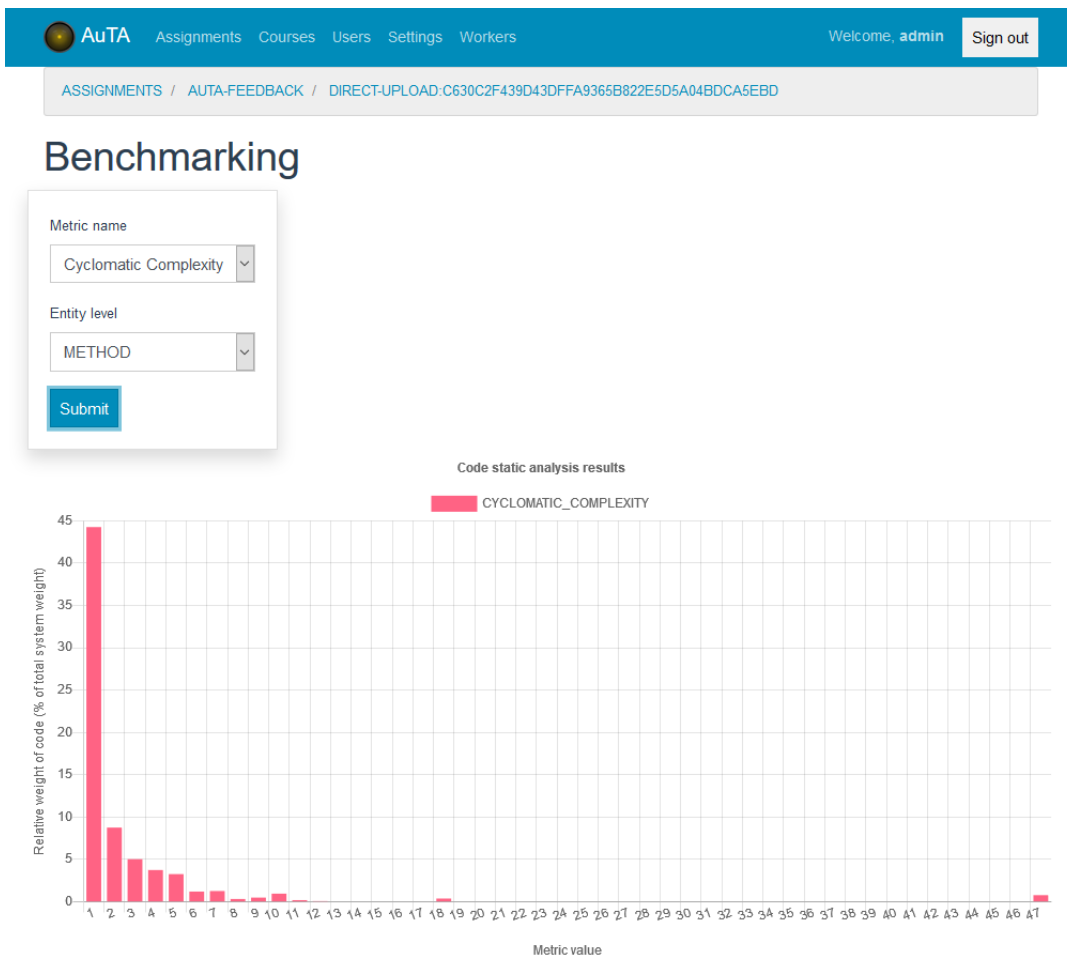 AuTA Assignments Courses Users Settings Workers Welcome, admin Sign out
ASSIGNMENTS / AUTA-FEEDBACK / DIRECT-UPLOAD:C630C2F439D43DFFA9365B822E5D5A04BDCA5EBD
Benchmarking
Metric name
Cyclomatic Complexity
Entity level
METHOD
Submit
Code static analysis results
CYCLOMATIC_COMPLEXITY
Relative weight of code (% of total system weight)
45
40
35
30
25
20
15
10
5
0
1 2 3 4 5 6 7 8 9 10 11 12 13 14 15 16 17 18 19 20 21 22 23 24 25 26 27 28 29 30 31 32 33 34 35 36 37 38 39 40 41 42 43 44 45 46 47
Metric value